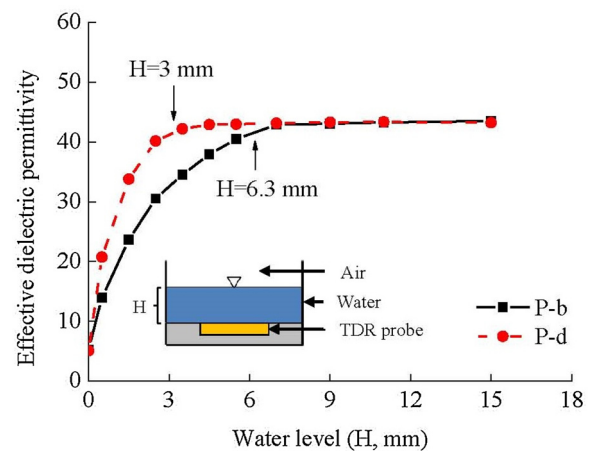 60
50
40
30
20
10
0
Effective dielectric permittivity
H=3 mm
H=6.3 mm
H
Air
Water
TDR probe
P-b
P-d
0 3 6 9 12 15 18
Water level (H, mm)